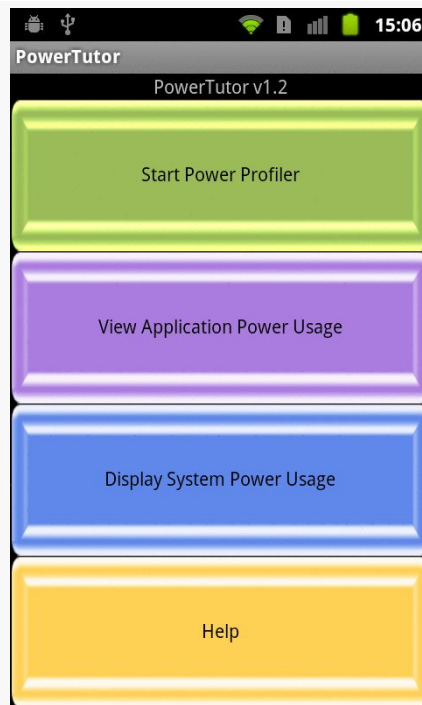 15:06
PowerTutor
PowerTutor v1.2
Start Power Profiler
View Application Power Usage
Display System Power Usage
Help